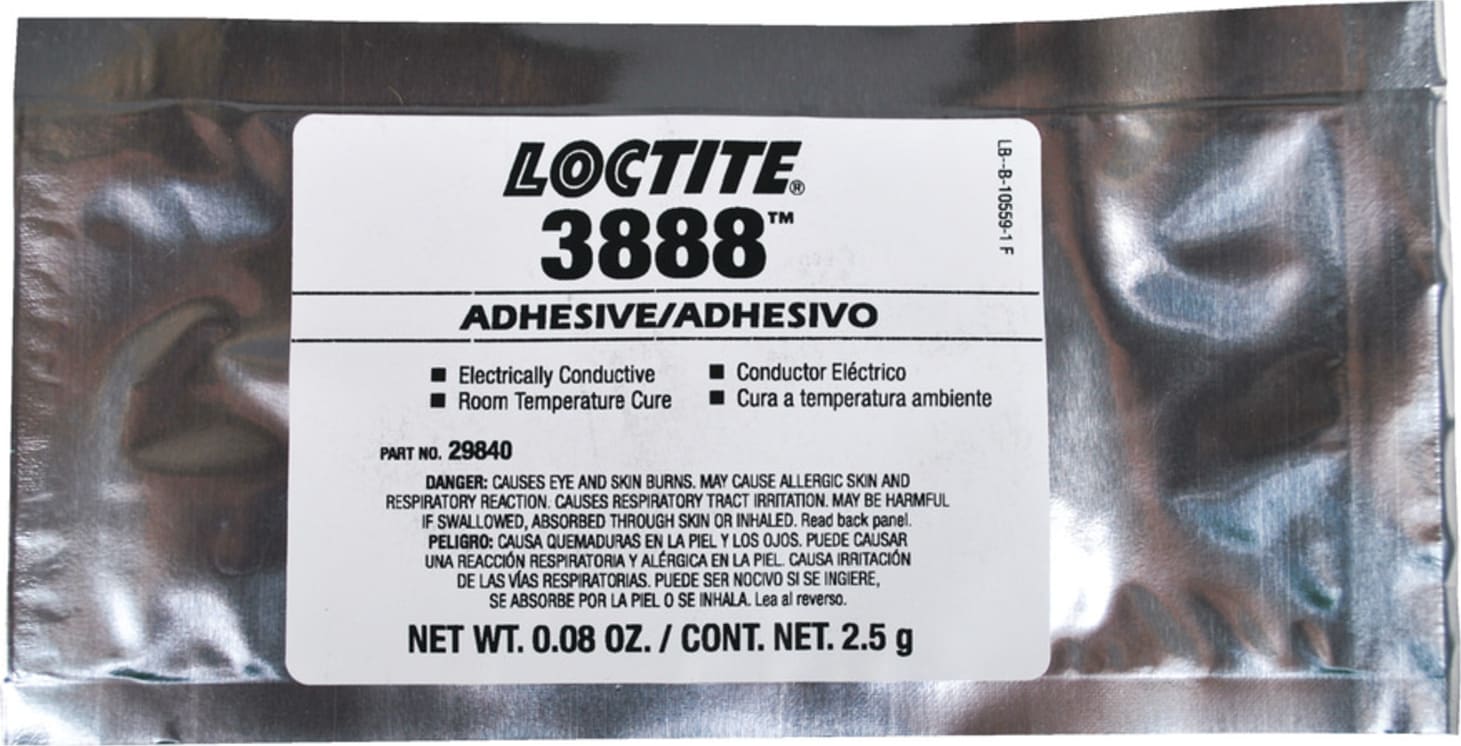 LOCTITE®
3888™
LB--B-10559-1 F
ADHESIVE/ADHESIVO
■ Electrically Conductive ■ Conductor Eléctrico
■ Room Temperature Cure ■ Cura a temperatura ambiente
PART NO. 29840
DANGER: CAUSES EYE AND SKIN BURNS. MAY CAUSE ALLERGIC SKIN AND
RESPIRATORY REACTION. CAUSES RESPIRATORY TRACT IRRITATION. MAY BE HARMFUL
IF SWALLOWED, ABSORBED THROUGH SKIN OR INHALED. Read back panel.
PELIGRO: CAUSA QUEMADURAS EN LA PIEL Y LOS OJOS. PUEDE CAUSAR
UNA REACCIÓN RESPIRATORIA Y ALÉRGICA EN LA PIEL. CAUSA IRRITACIÓN
DE LAS VÍAS RESPIRATORIAS. PUEDE SER NOCIVO SI SE INGIERE,
SE ABSORBE POR LA PIEL O SE INHALA. Lea al reverso.
NET WT. 0.08 OZ. / CONT. NET. 2.5 g